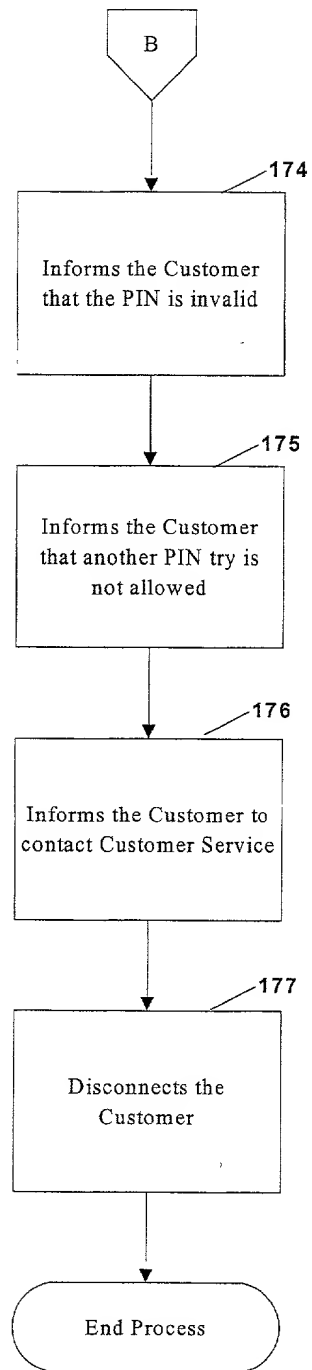 B
174
Informs the Customer
that the PIN is invalid
175
Informs the Customer
that another PIN try is
not allowed
176
Informs the Customer to
contact Customer Service
177
Disconnects the
Customer
End Process